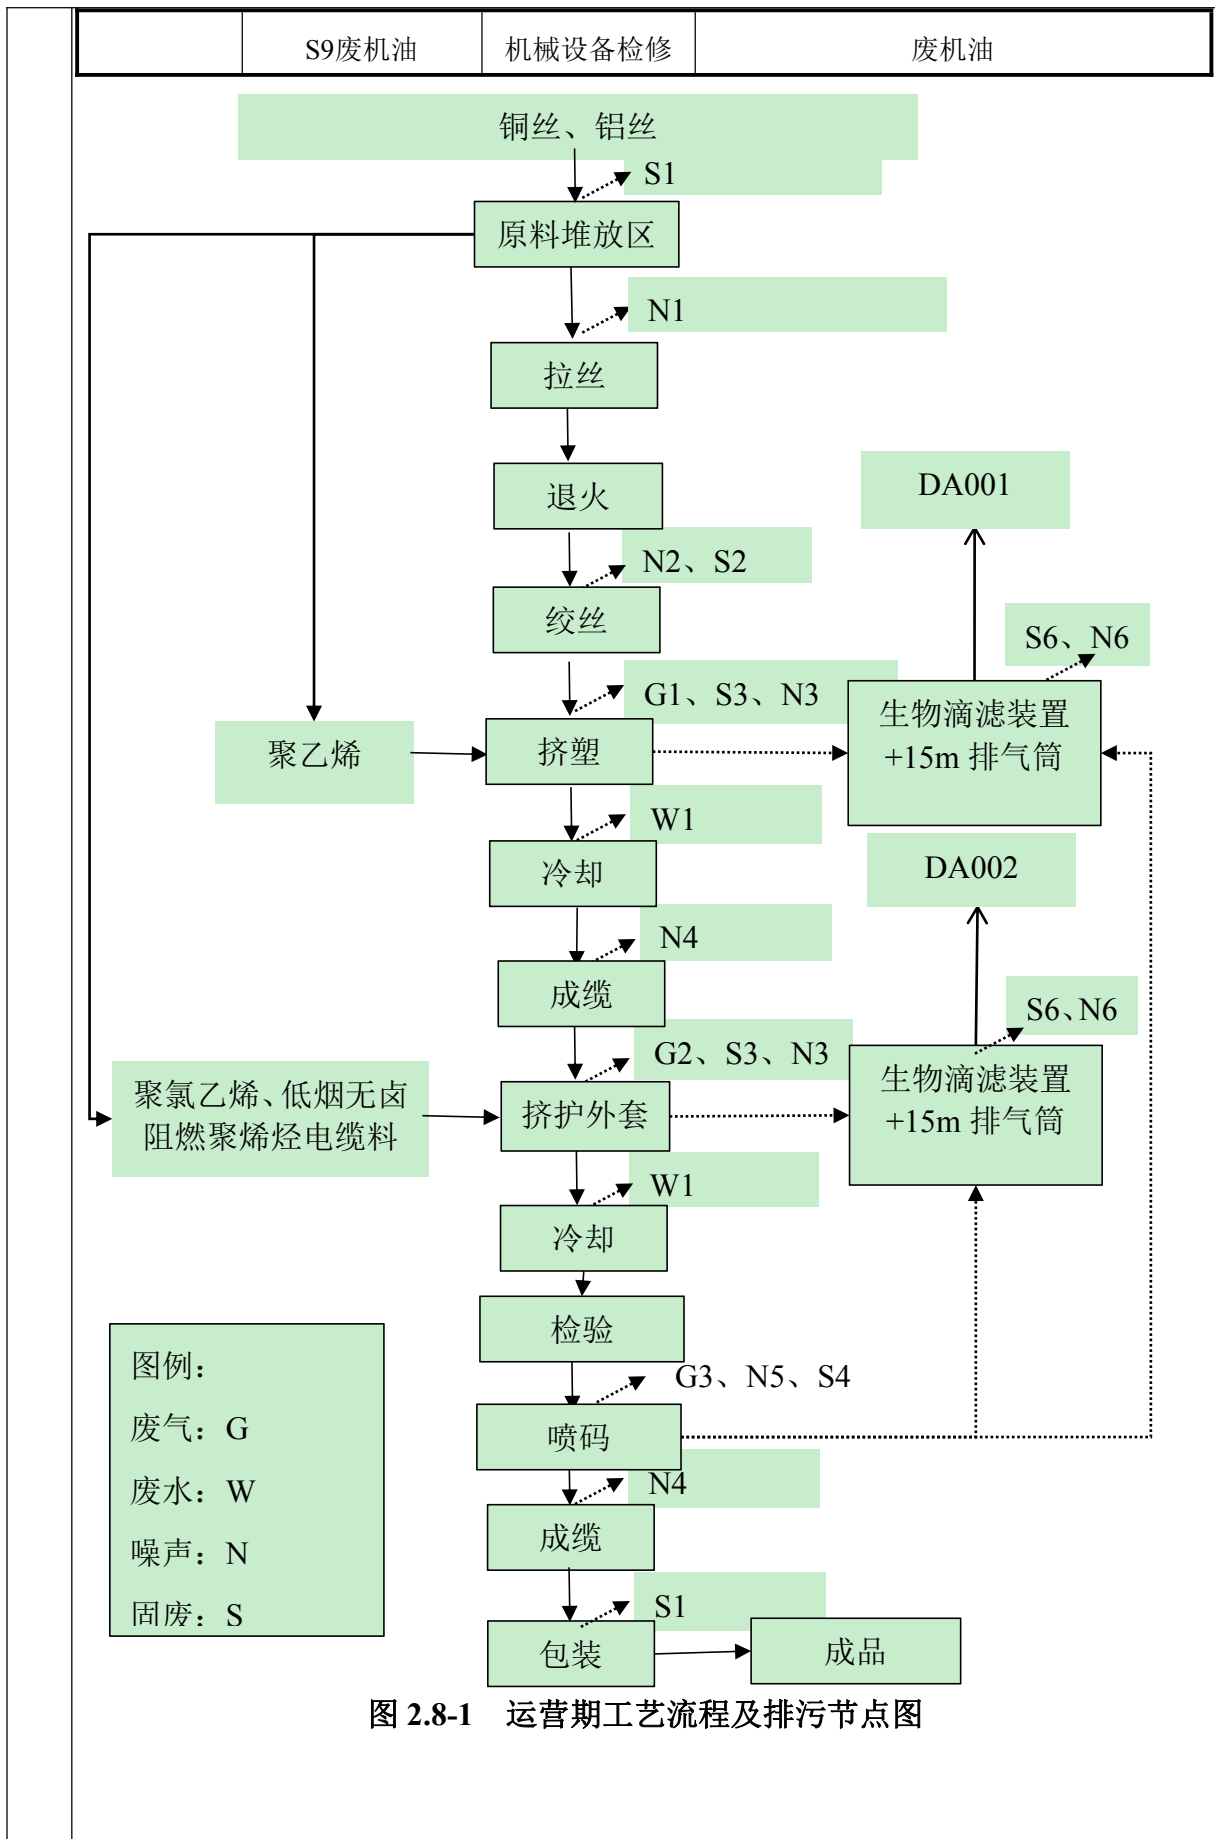 S9废机油 机械设备检修 废机油
铜丝、铝丝
S1
原料堆放区
N1
拉丝
退火
DA001
N2、S2
绞丝
S6、N6
G1、S3、N3
生物滴滤装置
+15m 排气筒
聚乙烯
挤塑
W1
冷却
DA002
N4
成缆
S6、N6
G2、S3、N3
生物滴滤装置
+15m 排气筒
聚氯乙烯、低烟无卤
阻燃聚烯烃电缆料
挤护外套
W1
冷却
检验
G3、N5、S4
喷码
N4
成缆
S1
包装
成品
图例：
废气：G
废水：W
噪声：N
固废：S
图 2.8-1 运营期工艺流程及排污节点图